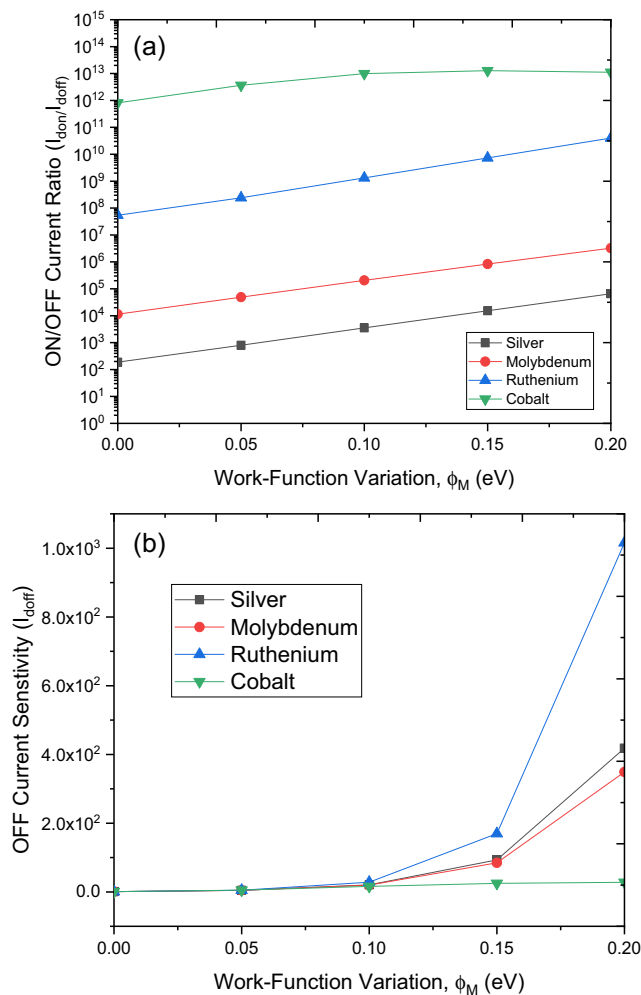 (a)
ON/OFF Current Ratio (I_don/I_doff)
10^15
10^14
10^13
10^12
10^11
10^10
10^9
10^8
10^7
10^6
10^5
10^4
10^3
10^2
10^1
10^0
Silver
Molybdenum
Ruthenium
Cobalt
0.00 0.05 0.10 0.15 0.20
Work-Function Variation, ϕ_M (eV)
(b)
OFF Current Senstivity (I_doff)
1.0x10^3
8.0x10^2
6.0x10^2
4.0x10^2
2.0x10^2
0.0
Silver
Molybdenum
Ruthenium
Cobalt
0.00 0.05 0.10 0.15 0.20
Work-Function Variation, ϕ_M (eV)